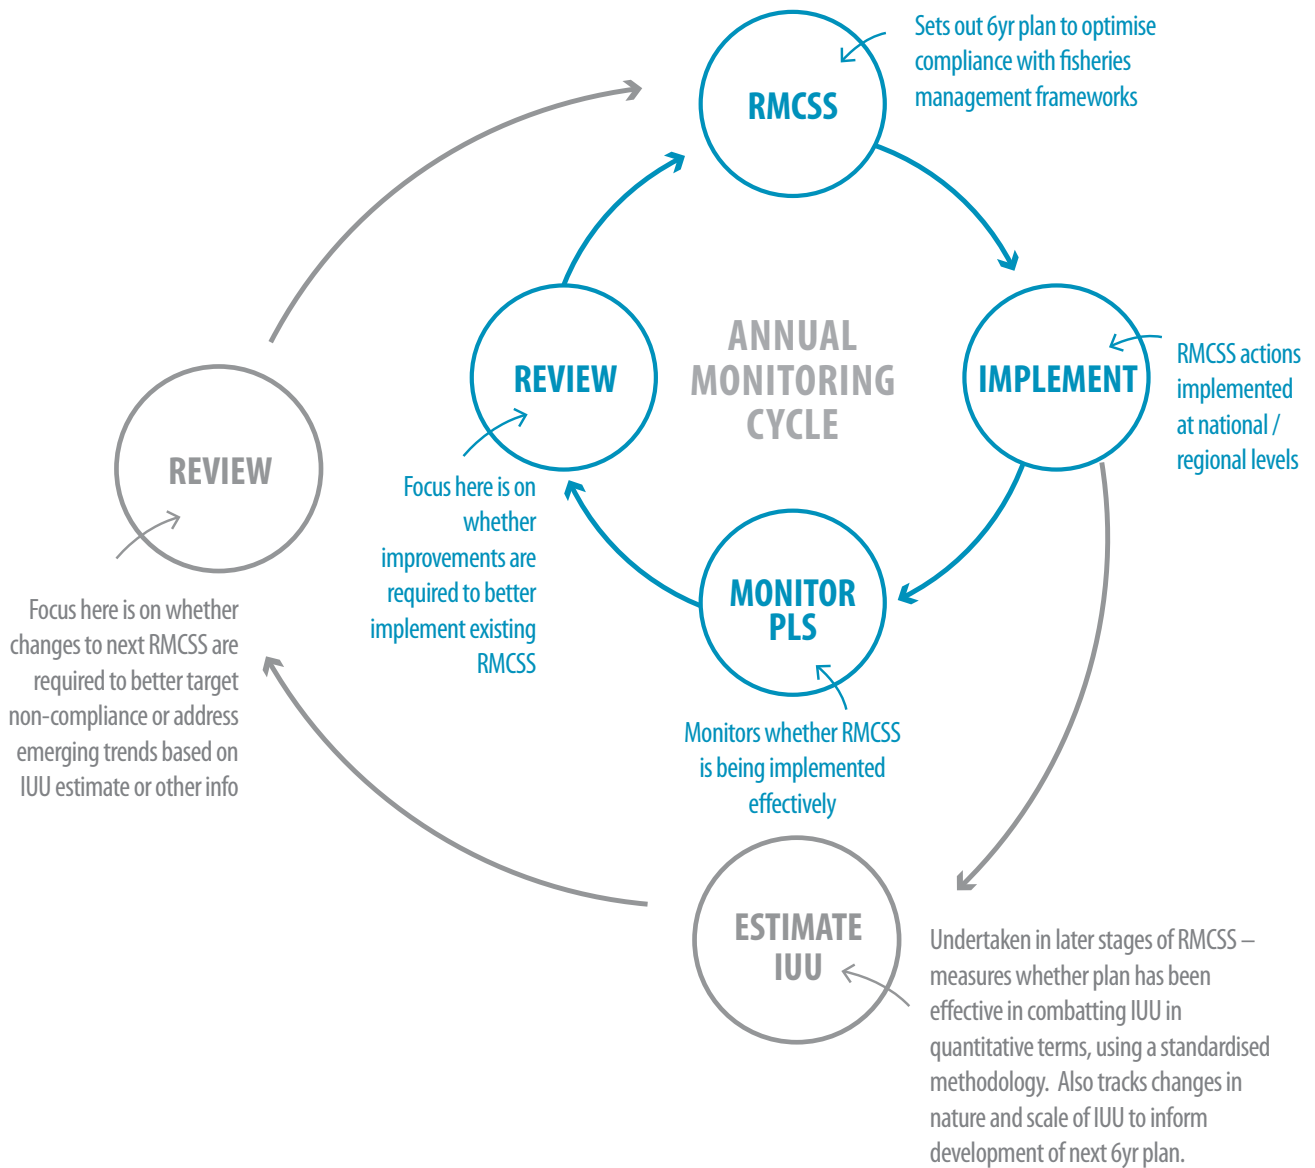 RMCSS
Sets out 6yr plan to optimise
compliance with fisheries
management frameworks
ANNUAL
MONITORING
CYCLE
IMPLEMENT
RMCSS actions
implemented
at national /
regional levels
REVIEW
Focus here is on
whether
improvements are
required to better
implement existing
RMCSS
MONITOR
PLS
Monitors whether RMCSS
is being implemented
effectively
REVIEW
Focus here is on whether
changes to next RMCSS are
required to better target
non-compliance or address
emerging trends based on
IUU estimate or other info
ESTIMATE
IUU
Undertaken in later stages of RMCSS –
measures whether plan has been
effective in combatting IUU in
quantitative terms, using a standardised
methodology.  Also tracks changes in
nature and scale of IUU to inform
development of next 6yr plan.